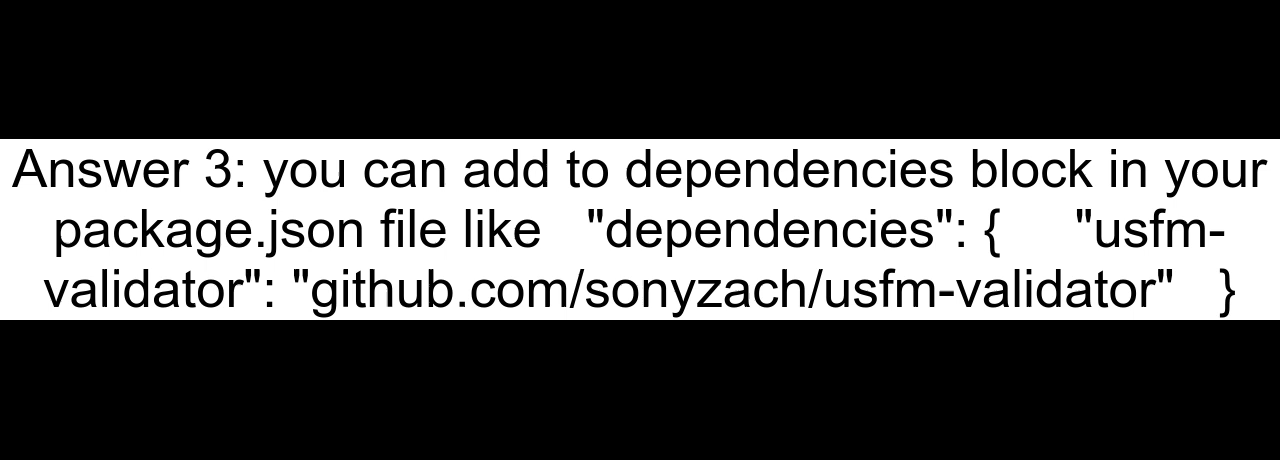 Answer 3: you can add to dependencies block in your
package.json file like   "dependencies": {     "usfm-
validator": "github.com/sonyzach/usfm-validator"   }